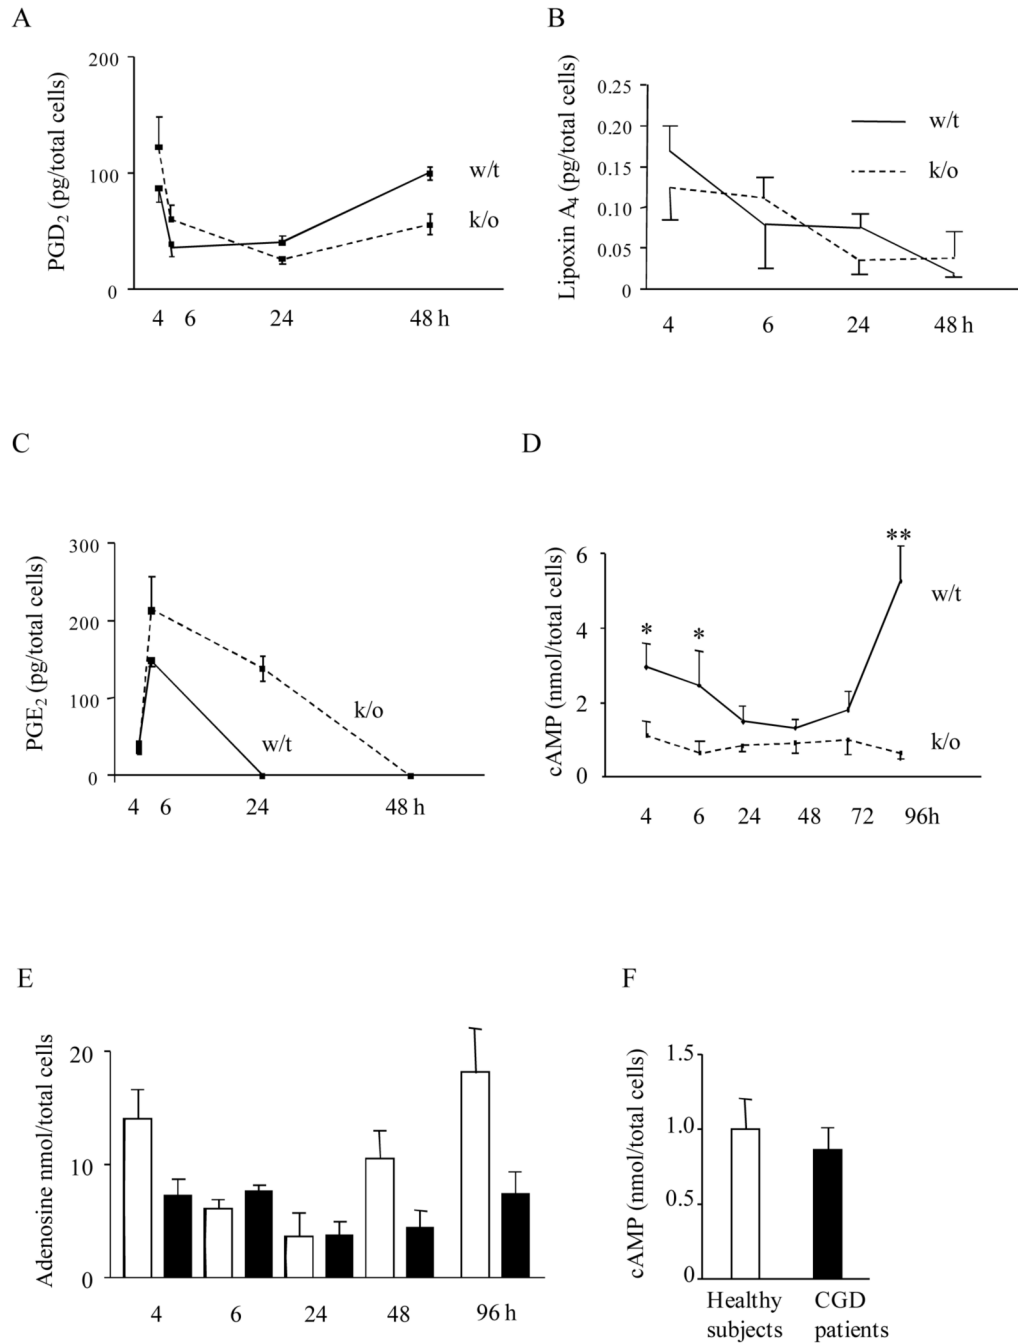 A
PGD2 (pg/total cells)
200
100
0
w/t
k/o
4 6 24 48 h
B
Lipoxin A4 (pg/total cells)
0.25
0.20
0.15
0.10
0.05
0
w/t
k/o
4 6 24 48 h
C
PGE2 (pg/total cells)
300
200
100
0
k/o
w/t
4 6 24 48 h
D
cAMP (nmol/total cells)
6
4
2
0
*
*
**
w/t
k/o
4 6 24 48 72 96h
E
Adenosine nmol/total cells
20
10
0
4 6 24 48 96 h
F
cAMP (nmol/total cells)
1.5
1.0
0.5
0
Healthy
subjects
CGD
patients